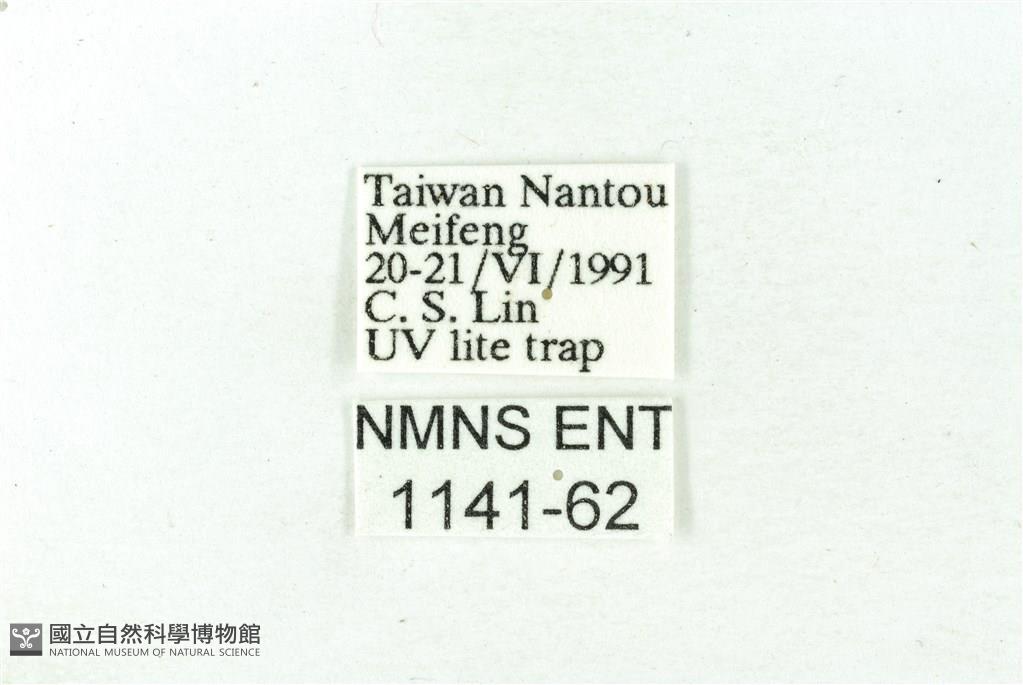 Taiwan Nantou
Meifeng
20-21/VI/1991
C. S. Lin
UV lite trap
NMNS ENT
1141-62
國立自然科學博物館
NATIONAL MUSEUM OF NATURAL SCIENCE